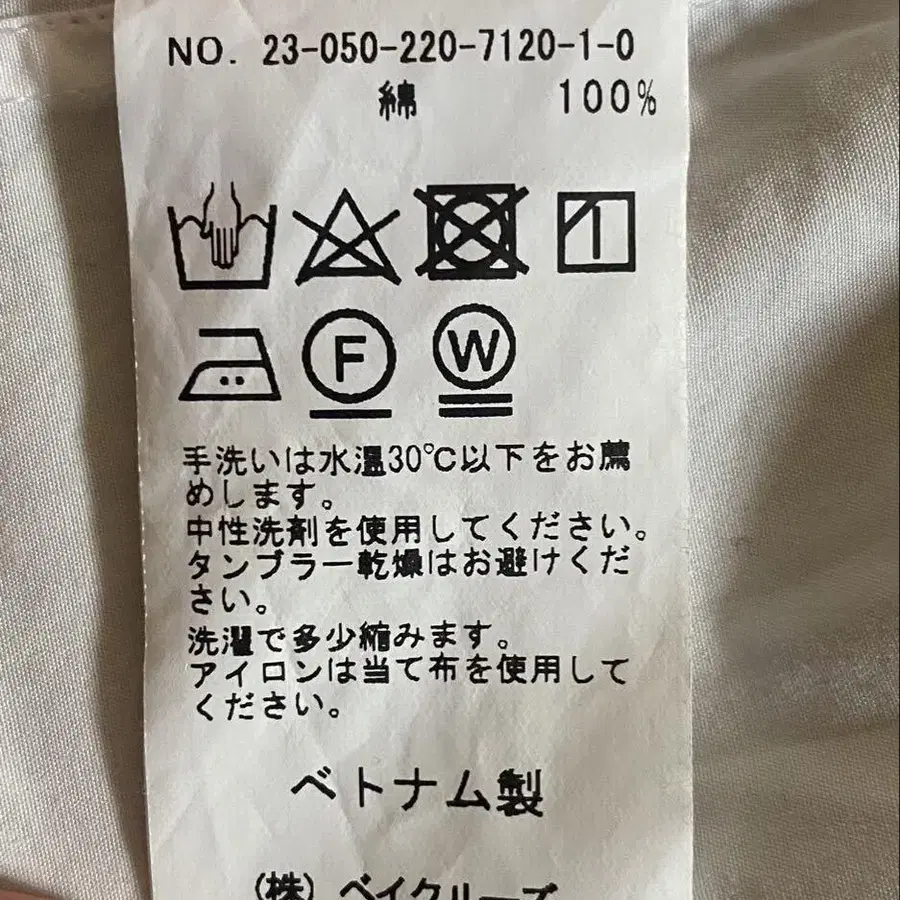 NO. 23-050-220-7120-1-0
綿 100%
F W
手洗いは水温30℃以下をお薦
めします。
中性洗剤を使用してください。
タンブラー乾燥はお避けくだ
さい。
洗濯で多少縮みます。
アイロンは当て布を使用して
ください。
ベトナム製
(株) ベイクルーズ